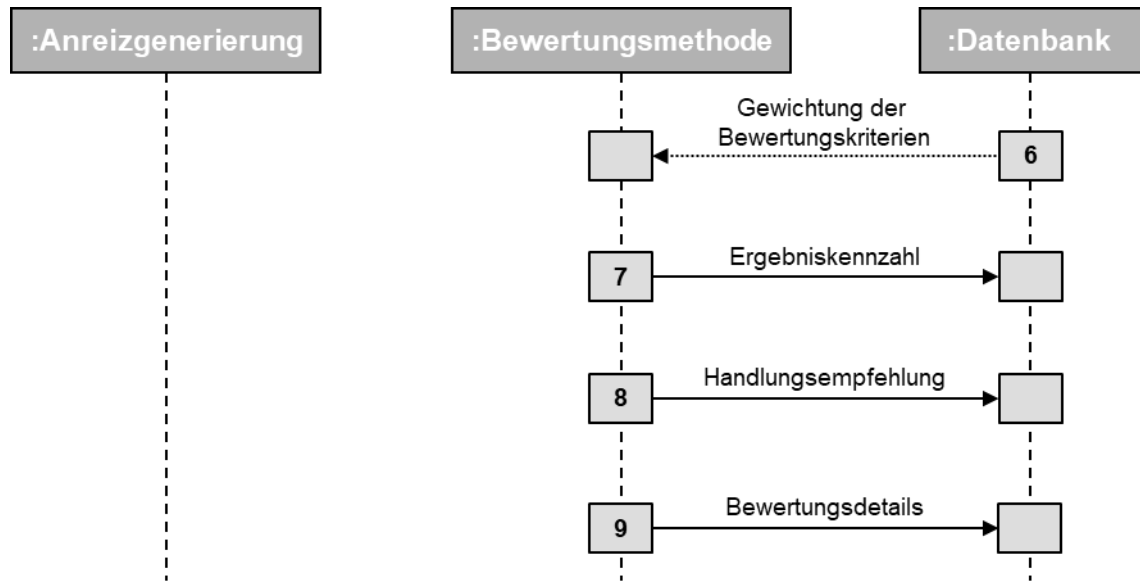 :Anreizgenerierung
:Bewertungsmethode
:Datenbank
Gewichtung der
Bewertungskriterien
6
Ergebniskennzahl
7
Handlungsempfehlung
8
Bewertungsdetails
9